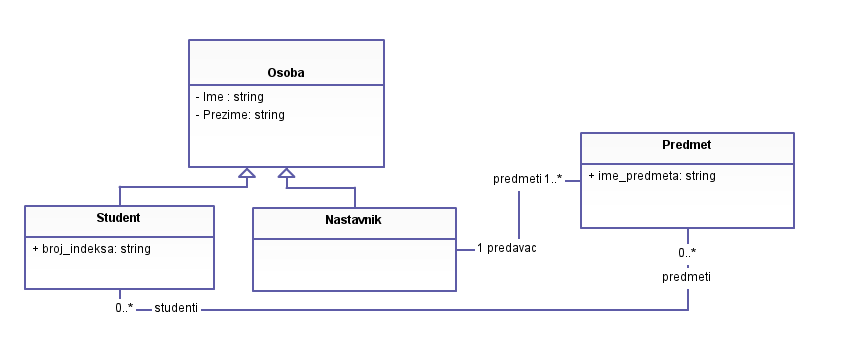 Osoba
- Ime : string
- Prezime: string
Predmet
+ ime_predmeta: string
predmeti 1..*
Student
+ broj_indeksa: string
Nastavnik
1 predavac
0..*
predmeti
0..* studenti